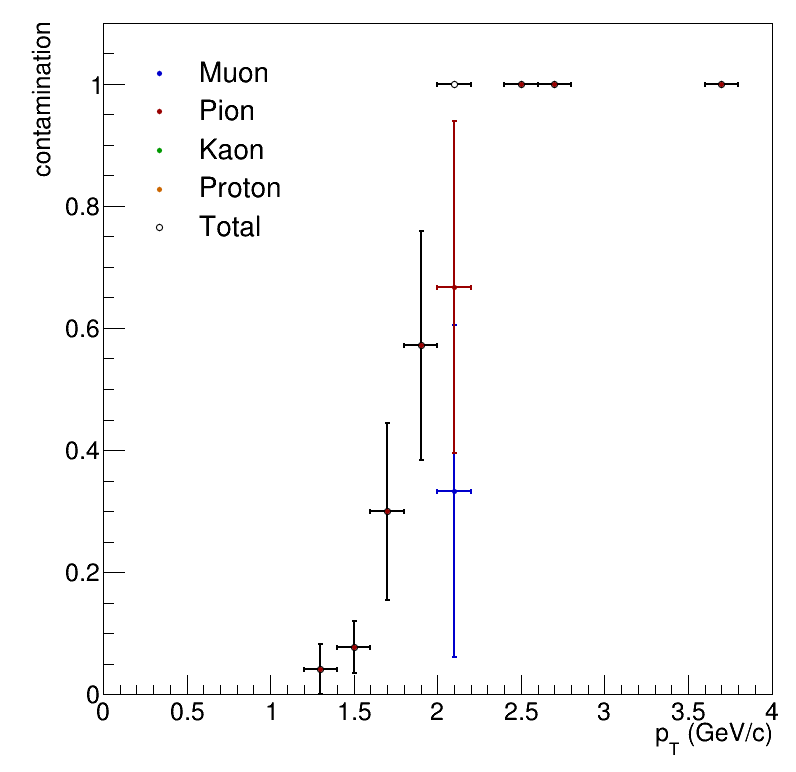 contamination
Muon
Pion
Kaon
Proton
Total
1
0.8
0.6
0.4
0.2
0
0 0.5 1 1.5 2 2.5 3 3.5 4
p_T (GeV/c)